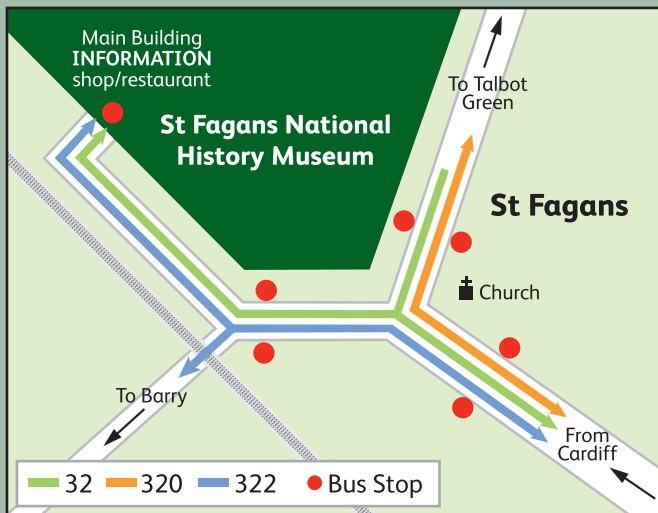 Main Building
INFORMATION
shop/restaurant
St Fagans National
History Museum
To Talbot
Green
St Fagans
Church
To Barry
From
Cardiff
32 320 322 Bus Stop